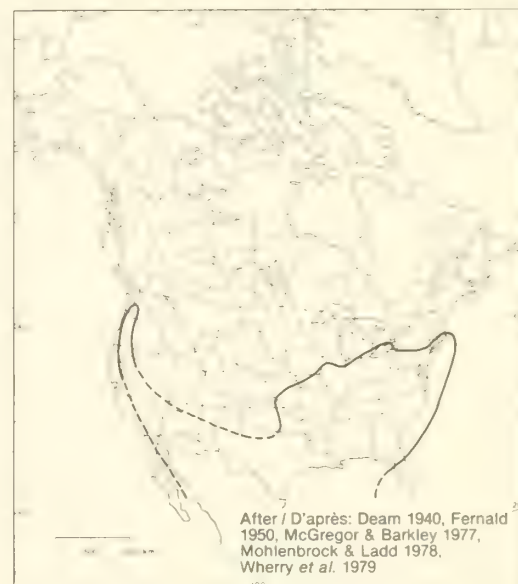 After / D'après: Deam 1940, Fernald
1950, McGregor & Barkley 1977,
Mohlenbrock & Ladd 1978,
Wherry et al. 1979